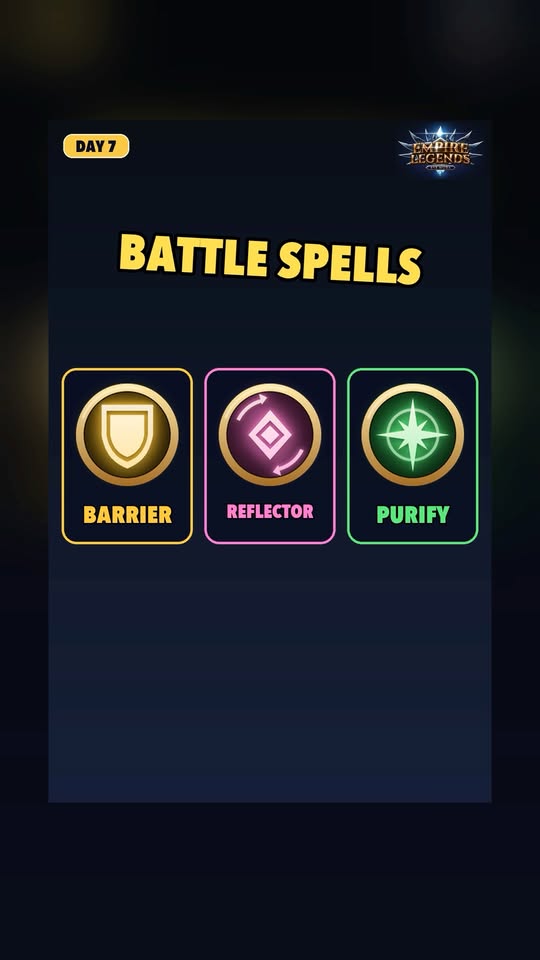 DAY 7
EMPIRE
LEGENDS
BATTLE SPELLS
BARRIER
REFLECTOR
PURIFY